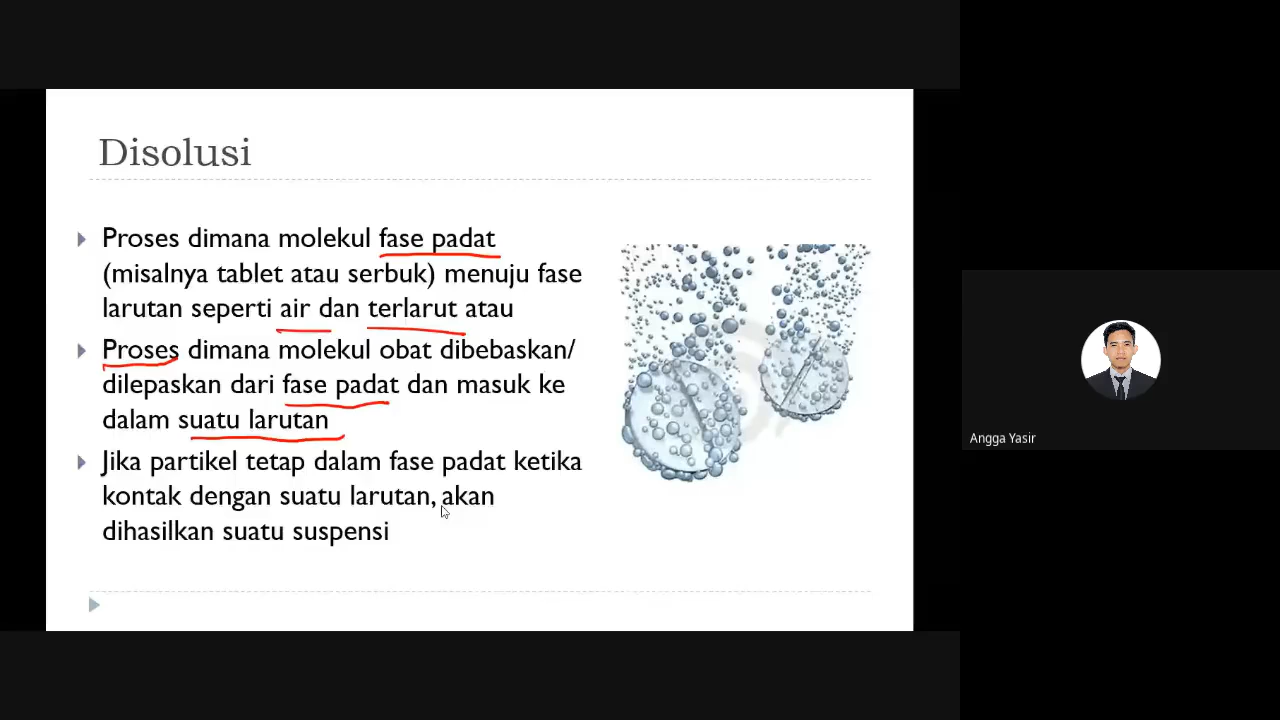 Disolusi
Proses dimana molekul fase padat
(misalnya tablet atau serbuk) menuju fase
larutan seperti air dan terlarut atau
Proses dimana molekul obat dibebaskan/
dilepaskan dari fase padat dan masuk ke
dalam suatu larutan
Jika partikel tetap dalam fase padat ketika
kontak dengan suatu larutan, akan
dihasilkan suatu suspensi
Angga Yasir